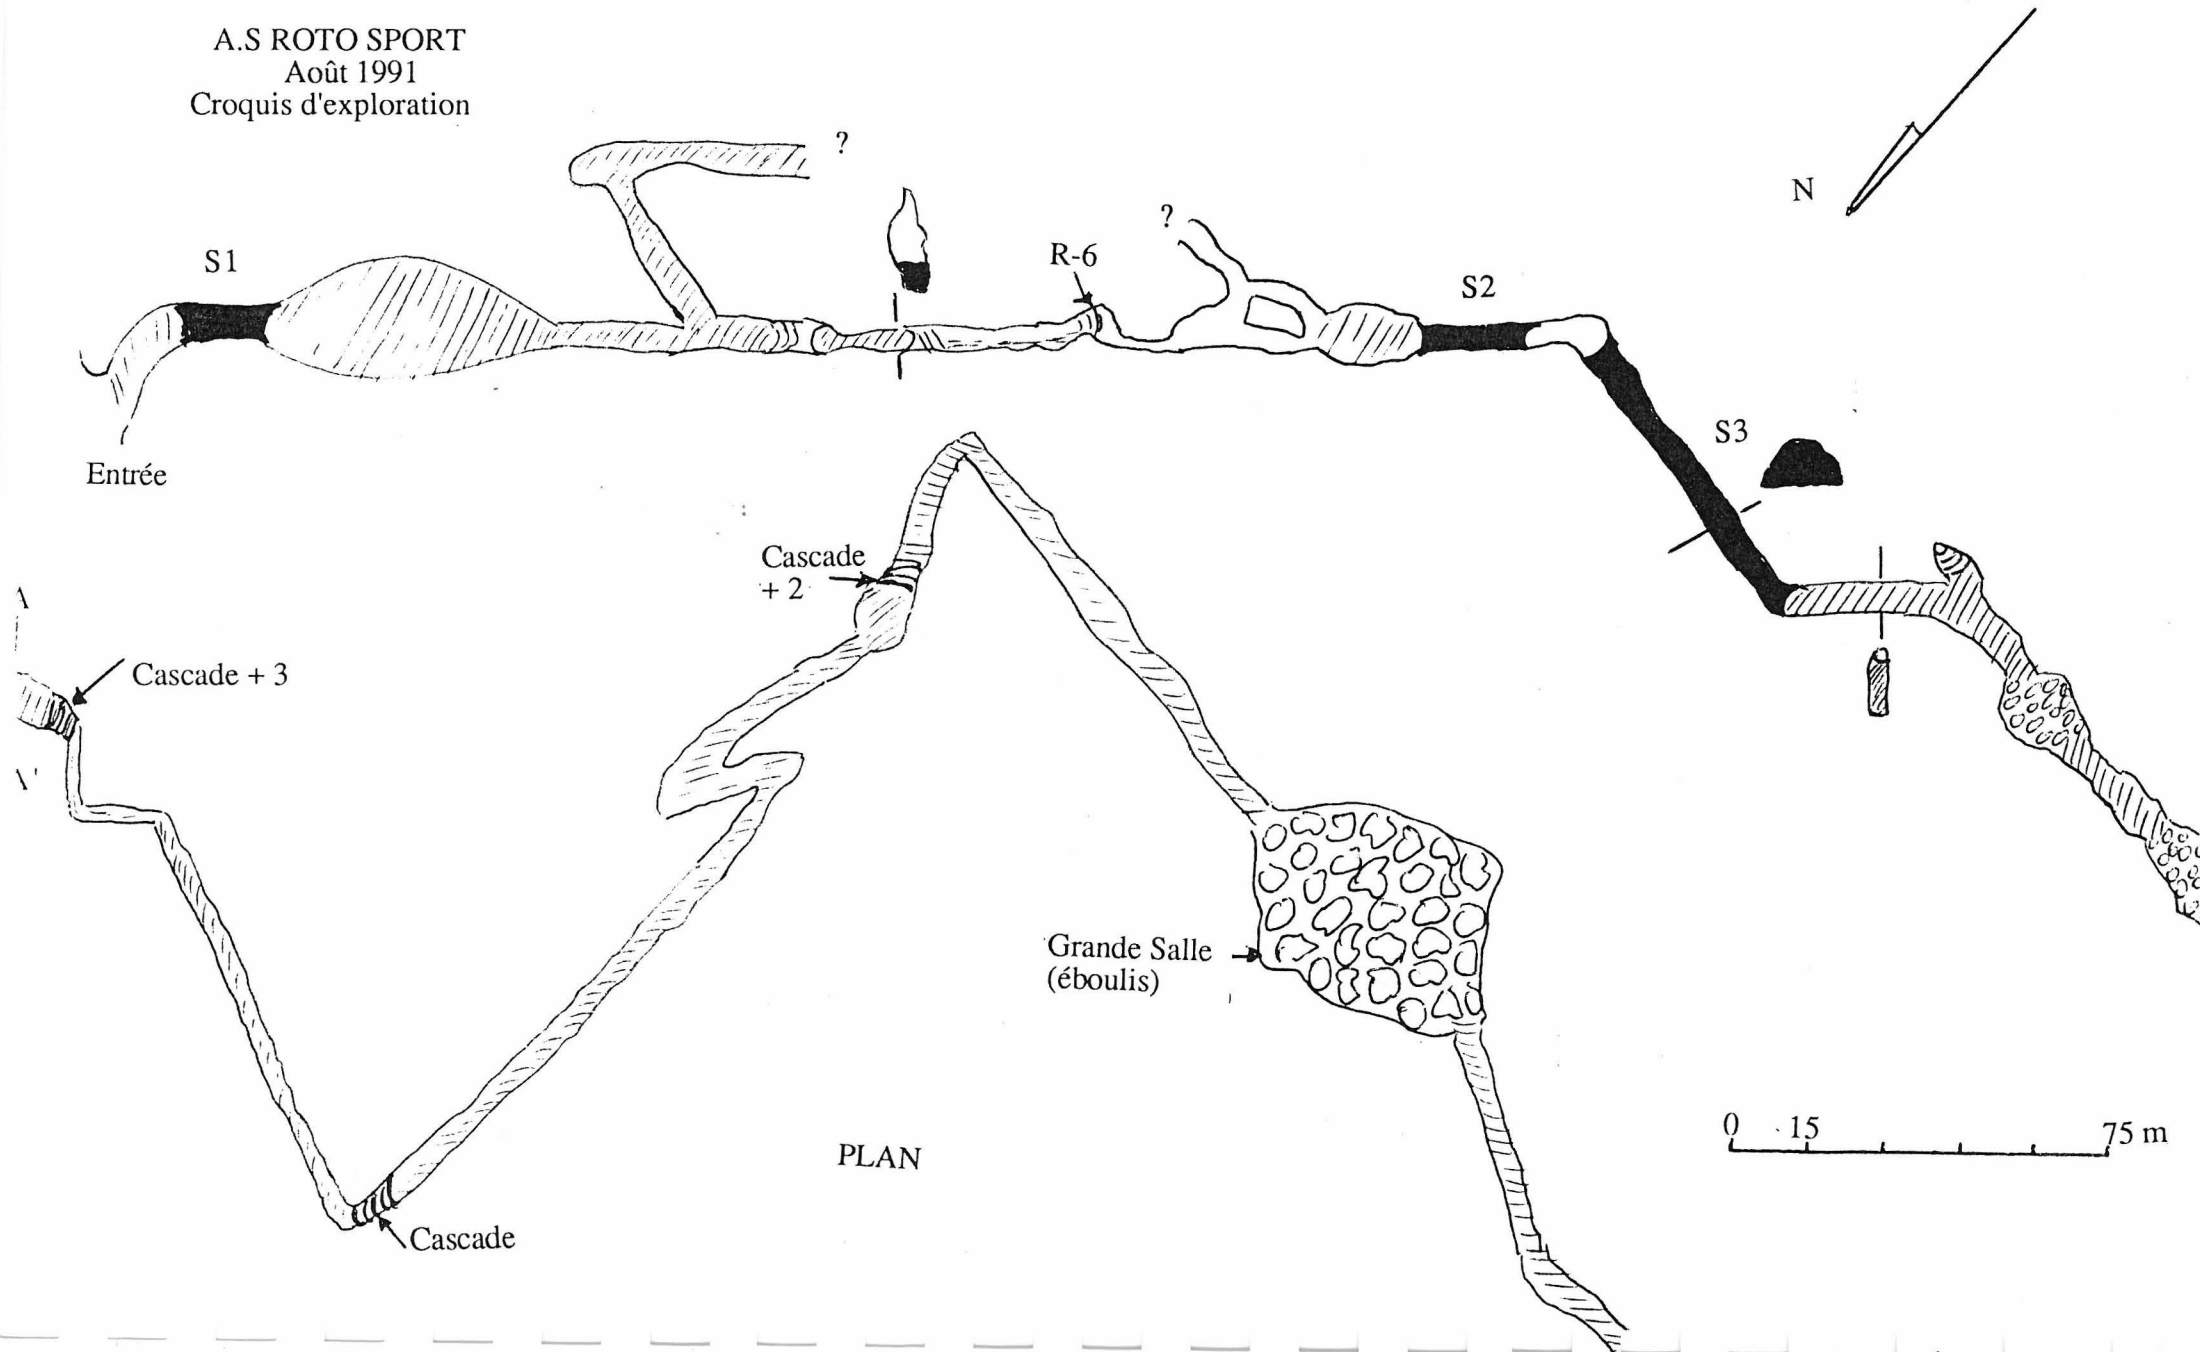 A.S ROTO SPORT
Août 1991
Croquis d'exploration
?
N
?
R-6
S1
S2
S3
Entrée
Cascade
+ 2
Cascade + 3
A'
Grande Salle
(éboulis)
0 15 75 m
PLAN
Cascade